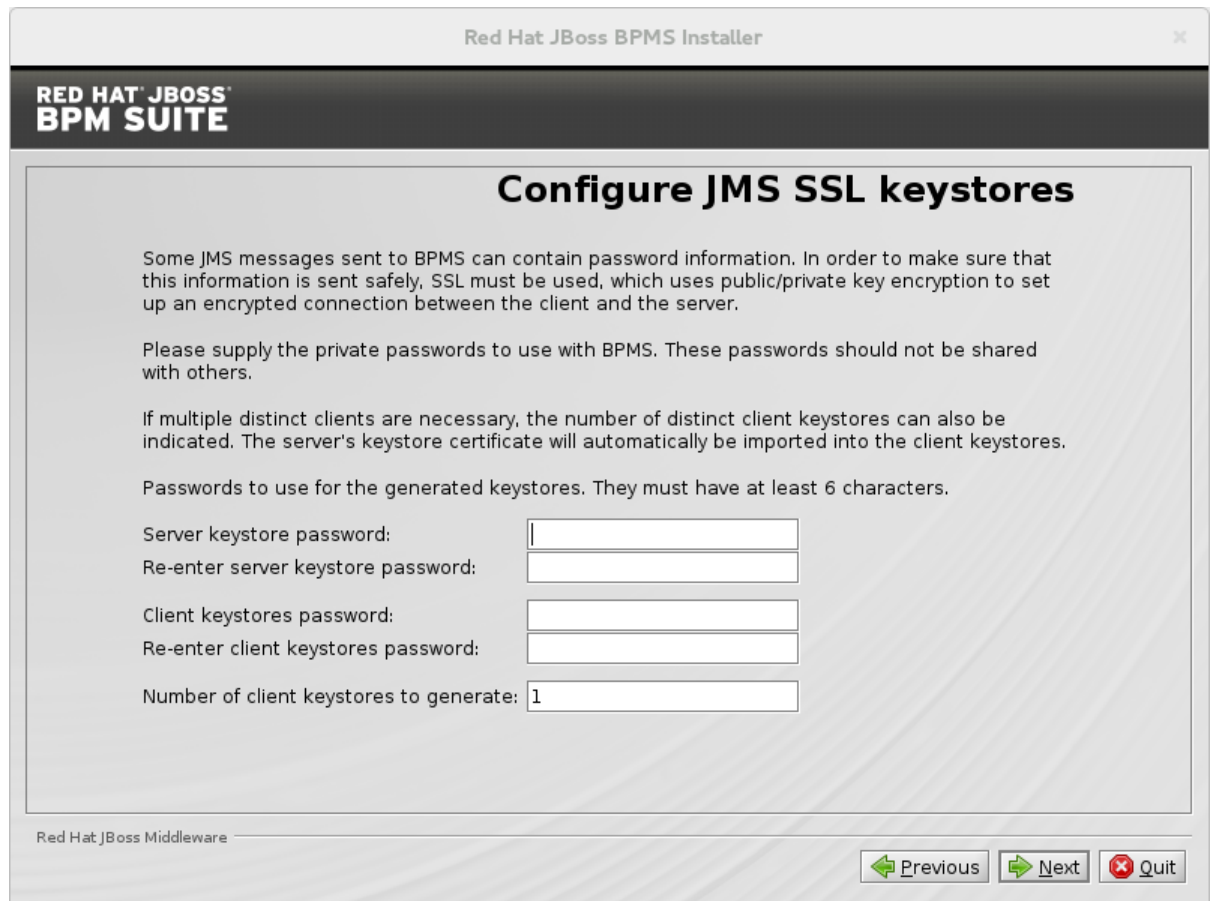 Red Hat JBoss BPMS Installer
RED HAT® JBOSS®
BPM SUITE
Configure JMS SSL keystores
Some JMS messages sent to BPMS can contain password information. In order to make sure that
this information is sent safely, SSL must be used, which uses public/private key encryption to set
up an encrypted connection between the client and the server.
Please supply the private passwords to use with BPMS. These passwords should not be shared
with others.
If multiple distinct clients are necessary, the number of distinct client keystores can also be
indicated. The server's keystore certificate will automatically be imported into the client keystores.
Passwords to use for the generated keystores. They must have at least 6 characters.
Server keystore password:
Re-enter server keystore password:
Client keystores password:
Re-enter client keystores password:
Number of client keystores to generate: 1
Red Hat JBoss Middleware
Previous Next Quit